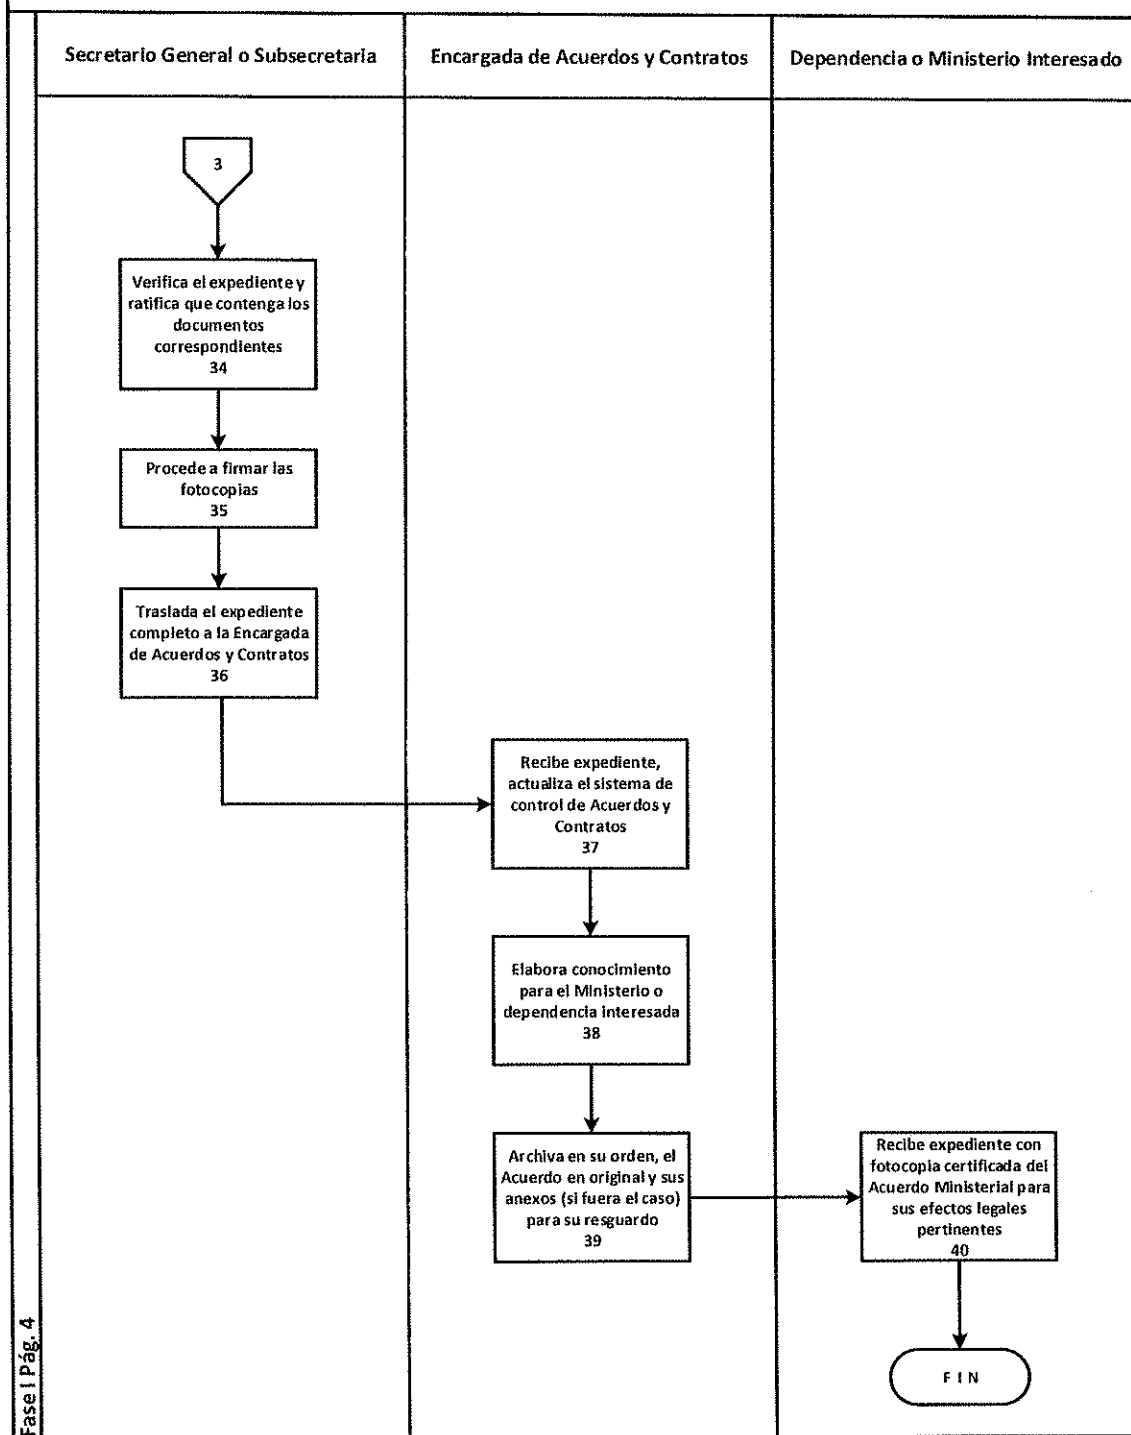 Secretario General o Subsecretaria
Encargada de Acuerdos y Contratos
Dependencia o Ministerio Interesado
3
Verifica el expediente y
ratifica que contenga los
documentos
correspondientes
34
Procede a firmar las
fotocopias
35
Traslada el expediente
completo a la Encargada
de Acuerdos y Contratos
36
Recibe expediente,
actualiza el sistema de
control de Acuerdos y
Contratos
37
Elabora conocimiento
para el Ministerio o
dependencia interesada
38
Archiva en su orden, el
Acuerdo en original y sus
anexos (si fuera el caso)
para su resguardo
39
Recibe expediente con
fotocopia certificada del
Acuerdo Ministerial para
sus efectos legales
pertinentes
40
F I N
Fase I Pág. 4